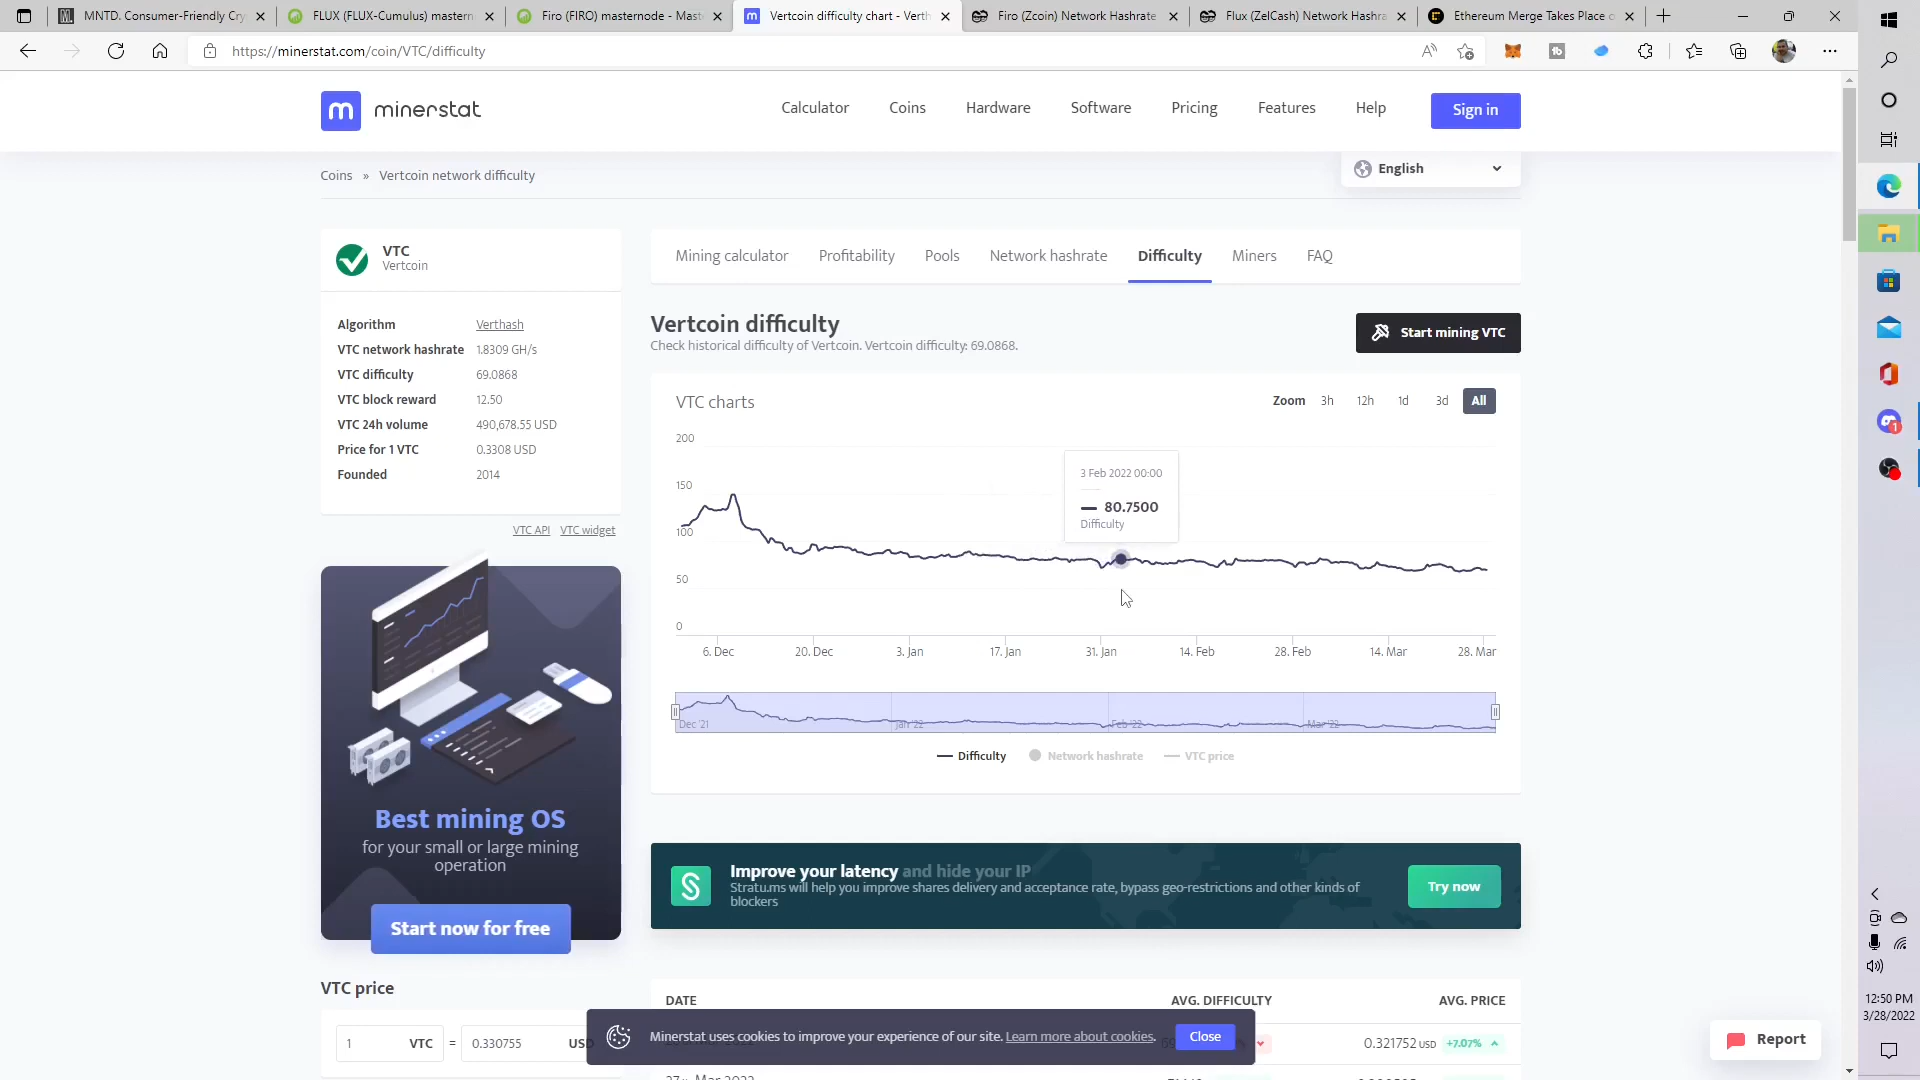 MNTD. Consumer-Friendly Cry
FLUX (FLUX-Cumulus) mastern
Firo (FIRO) masternode - Mast
Vertcoin difficulty chart - Verth
Firo (Zcoin) Network Hashrate
Flux (ZelCash) Network Hashra
Ethereum Merge Takes Place o
https://minerstat.com/coin/VTC/difficulty
minerstat
Calculator
Coins
Hardware
Software
Pricing
Features
Help
Sign in
Coins » Vertcoin network difficulty
English
VTC
Vertcoin
Algorithm Verthash
VTC network hashrate 1.8309 GH/s
VTC difficulty 69.0868
VTC block reward 12.50
VTC 24h volume 490,678.55 USD
Price for 1 VTC 0.3308 USD
Founded 2014
VTC API VTC widget
Best mining OS
for your small or large mining
operation
Start now for free
VTC price
1 VTC = 0.330755 USD
Mining calculator
Profitability
Pools
Network hashrate
Difficulty
Miners
FAQ
Vertcoin difficulty
Check historical difficulty of Vertcoin. Vertcoin difficulty: 69.0868.
Start mining VTC
VTC charts
Zoom 3h 12h 1d 3d All
200
150
100
50
0
3 Feb 2022 00:00
80.7500
Difficulty
6. Dec 20. Dec 3. Jan 17. Jan 31. Jan 14. Feb 28. Feb 14. Mar 28. Mar
Dec '21 Jan '22 Feb '22 Mar '22
Difficulty Network hashrate VTC price
Improve your latency and hide your IP
Stratu.ms will help you improve shares delivery and acceptance rate, bypass geo-restrictions and other kinds of
blockers
Try now
DATE AVG. DIFFICULTY AVG. PRICE
0.321752 USD +7.07%
Minerstat uses cookies to improve your experience of our site. Learn more about cookies.
Close
Report
12:50 PM
3/28/2022